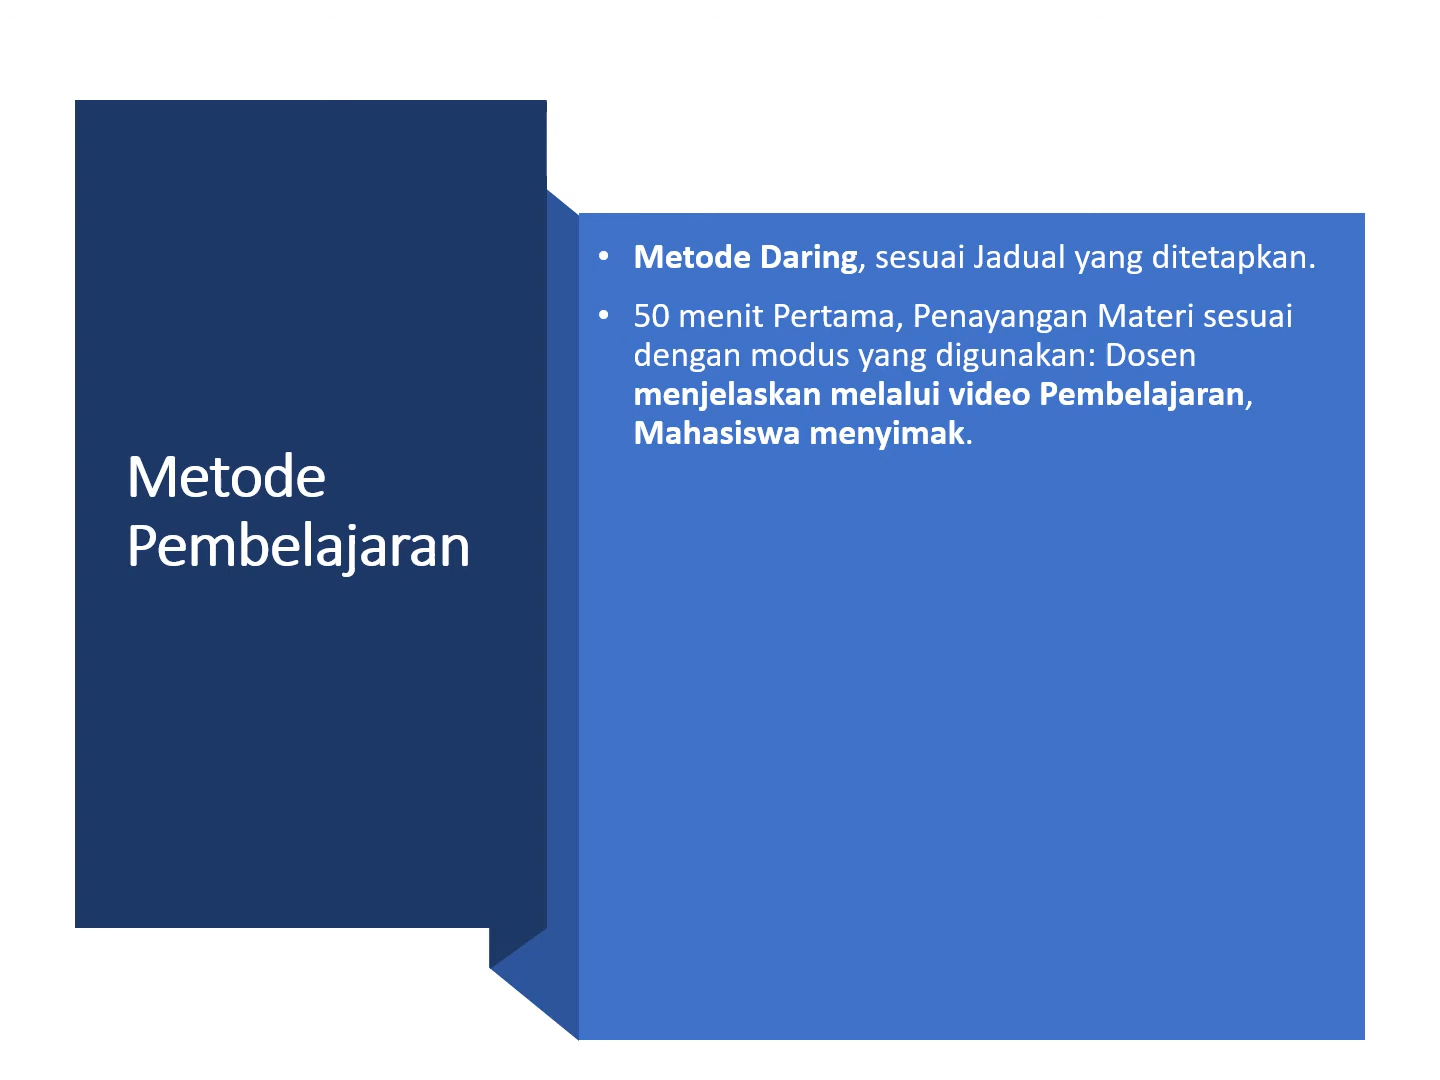 Metode
Pembelajaran
• Metode Daring, sesuai Jadual yang ditetapkan.
• 50 menit Pertama, Penayangan Materi sesuai
dengan modus yang digunakan: Dosen
menjelaskan melalui video Pembelajaran,
Mahasiswa menyimak.